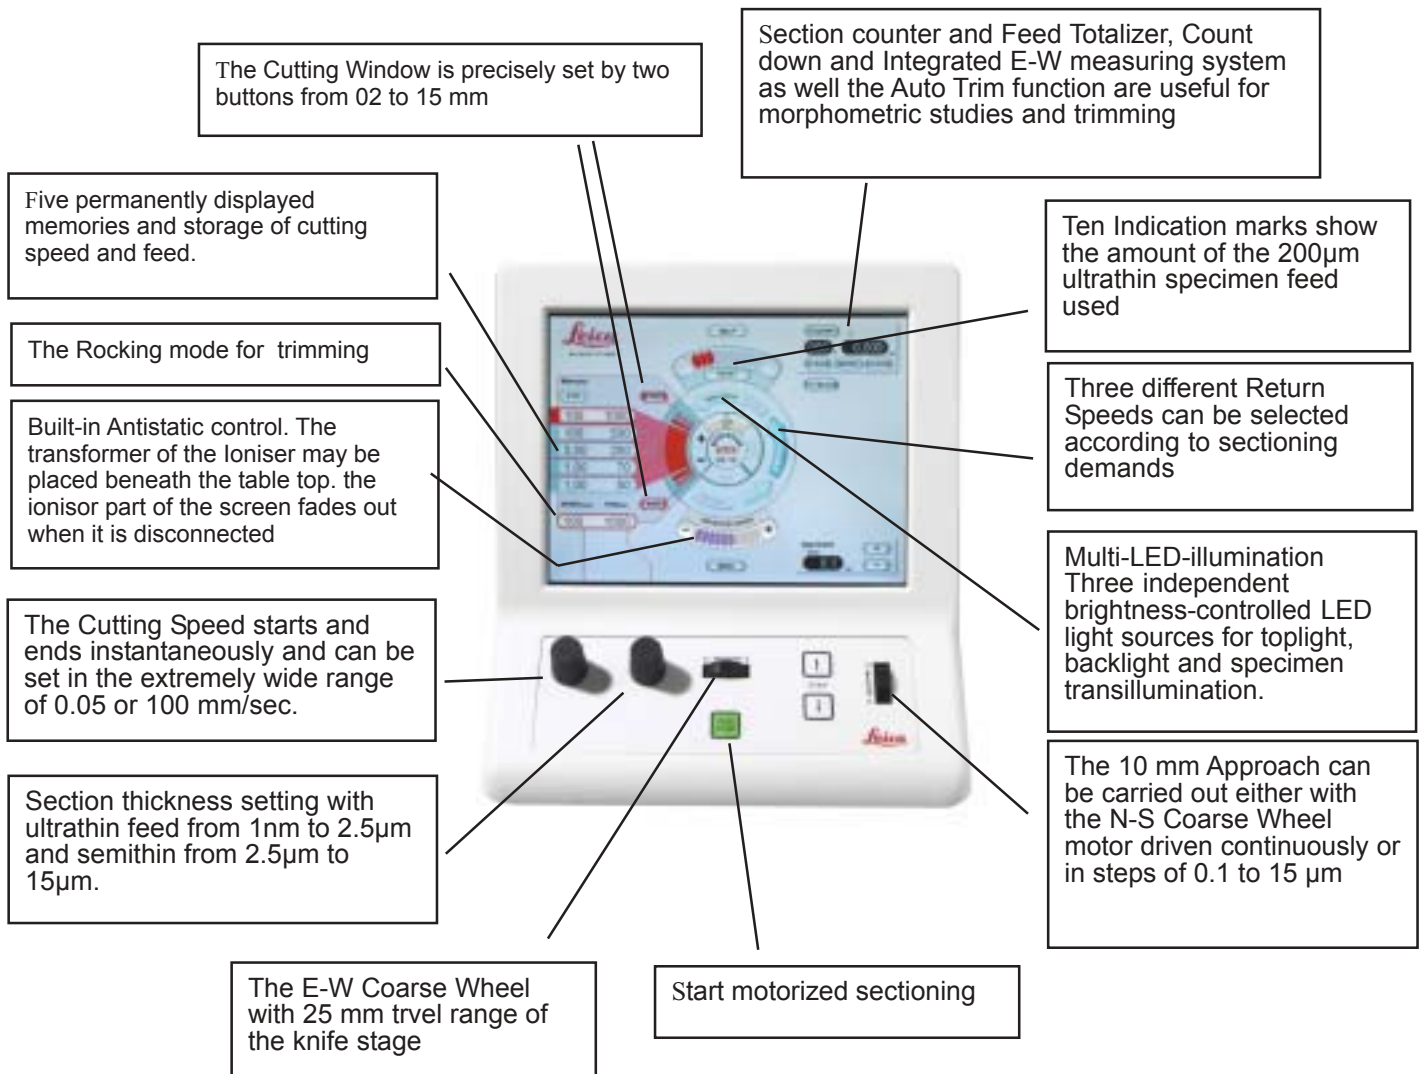 The Cutting Window is precisely set by two
buttons from 02 to 15 mm
Section counter and Feed Totalizer, Count
down and Integrated E-W measuring system
as well the Auto Trim function are useful for
morphometric studies and trimming
Five permanently displayed
memories and storage of cutting
speed and feed.
Ten Indication marks show
the amount of the 200µm
ultrathin specimen feed
used
The Rocking mode for trimming
Three different Return
Speeds can be selected
according to sectioning
demands
Built-in Antistatic control. The
transformer of the Ioniser may be
placed beneath the table top. the
ionisor part of the screen fades out
when it is disconnected
Multi-LED-illumination
Three independent
brightness-controlled LED
light sources for toplight,
backlight and specimen
transillumination.
The Cutting Speed starts and
ends instantaneously and can be
set in the extremely wide range
of 0.05 or 100 mm/sec.
The 10 mm Approach can
be carried out either with
the N-S Coarse Wheel
motor driven continuously or
in steps of 0.1 to 15 µm
Section thickness setting with
ultrathin feed from 1nm to 2.5µm
and semithin from 2.5µm to
15µm.
The E-W Coarse Wheel
with 25 mm trvel range of
the knife stage
Start motorized sectioning
Leica
Leica